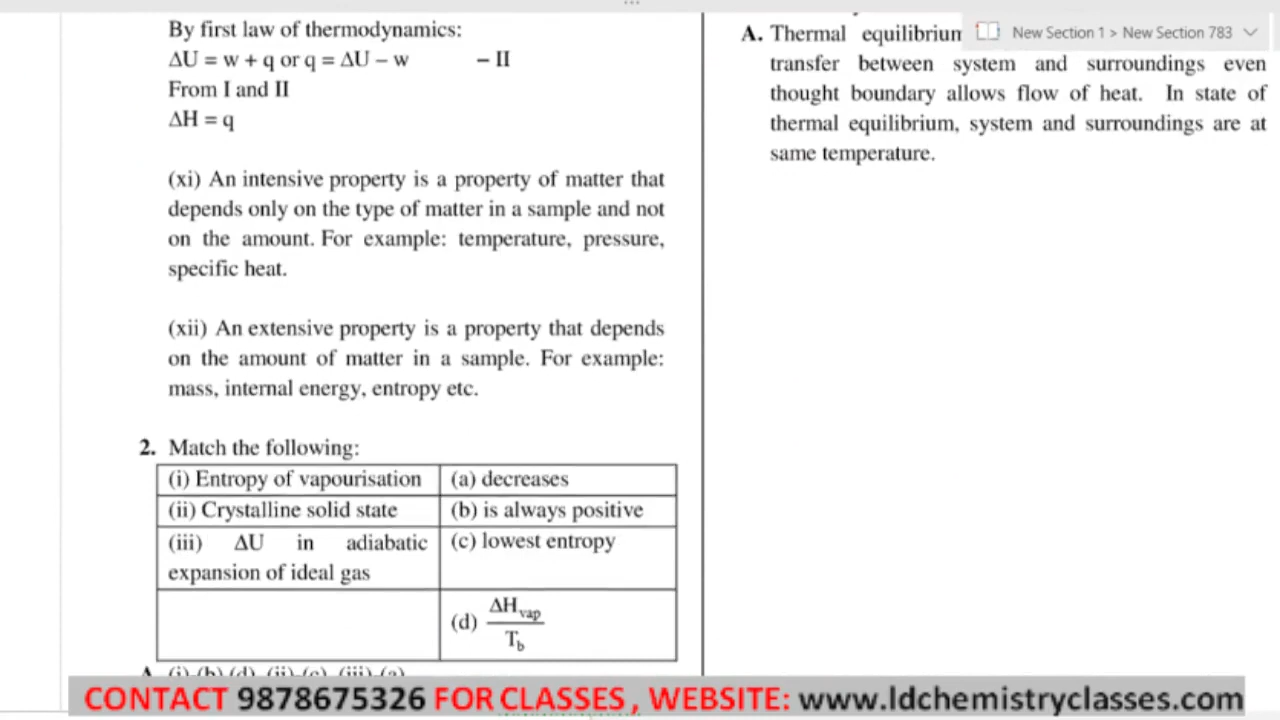 By first law of thermodynamics:
ΔU = w + q or q = ΔU – w – II
From I and II
ΔH = q
(xi) An intensive property is a property of matter that
depends only on the type of matter in a sample and not
on the amount. For example: temperature, pressure,
specific heat.
(xii) An extensive property is a property that depends
on the amount of matter in a sample. For example:
mass, internal energy, entropy etc.
2. Match the following:
(i) Entropy of vapourisation (a) decreases
(ii) Crystalline solid state (b) is always positive
(iii) ΔU in adiabatic (c) lowest entropy
expansion of ideal gas
(d) ΔHvap
Tb
A. (i)-(b) (d), (ii)-(c), (iii)-(a)
A. Thermal equilibrium
transfer between system and surroundings even
thought boundary allows flow of heat. In state of
thermal equilibrium, system and surroundings are at
same temperature.
New Section 1 > New Section 783
CONTACT 9878675326 FOR CLASSES , WEBSITE: www.ldchemistryclasses.com